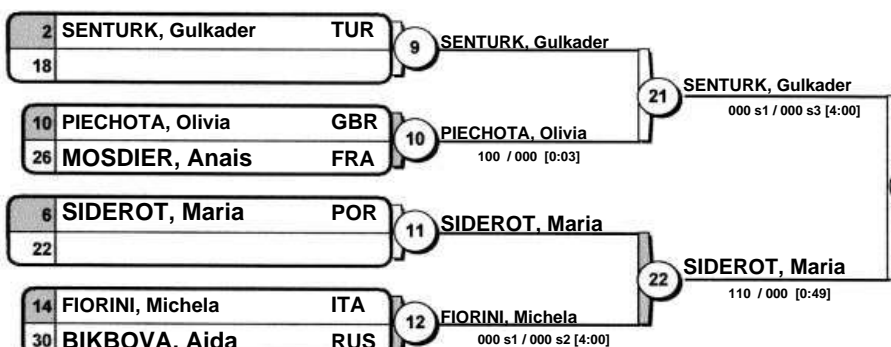 2 SENTURK, Gulkader TUR
18
9 SENTURK, Gulkader
10 PIECHOTA, Olivia GBR
26 MOSDIER, Anais FRA
10 PIECHOTA, Olivia
100 / 000 [0:03]
21 SENTURK, Gulkader
000 s1 / 000 s3 [4:00]
6 SIDEROT, Maria POR
22
11 SIDEROT, Maria
14 FIORINI, Michela ITA
30 BIKBOVA, Aida RUS
12 FIORINI, Michela
000 s1 / 000 s2 [4:00]
22 SIDEROT, Maria
110 / 000 [0:49]